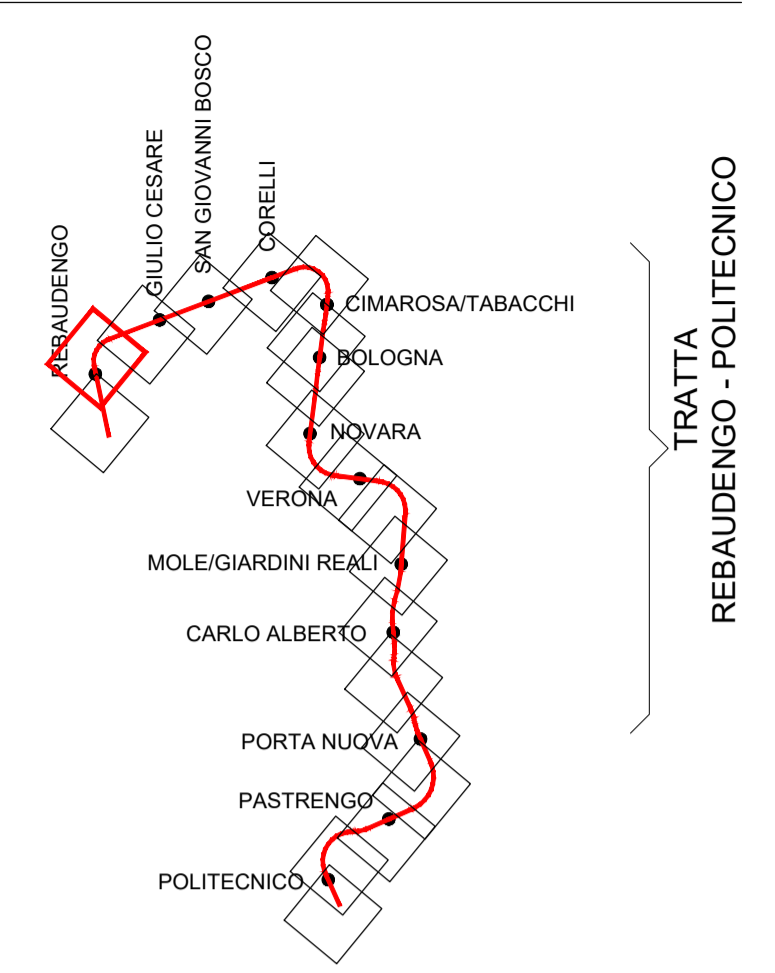 REBAUDENGO
GIULIO CESARE
SAN GIOVANNI BOSCO
CORELLI
CIMAROSA/TABACCHI
BOLOGNA
NOVARA
VERONA
MOLE/GIARDINI REALI
CARLO ALBERTO
PORTA NUOVA
PASTRENGO
POLITECNICO
TRATTA
REBAUDENGO - POLITECNICO